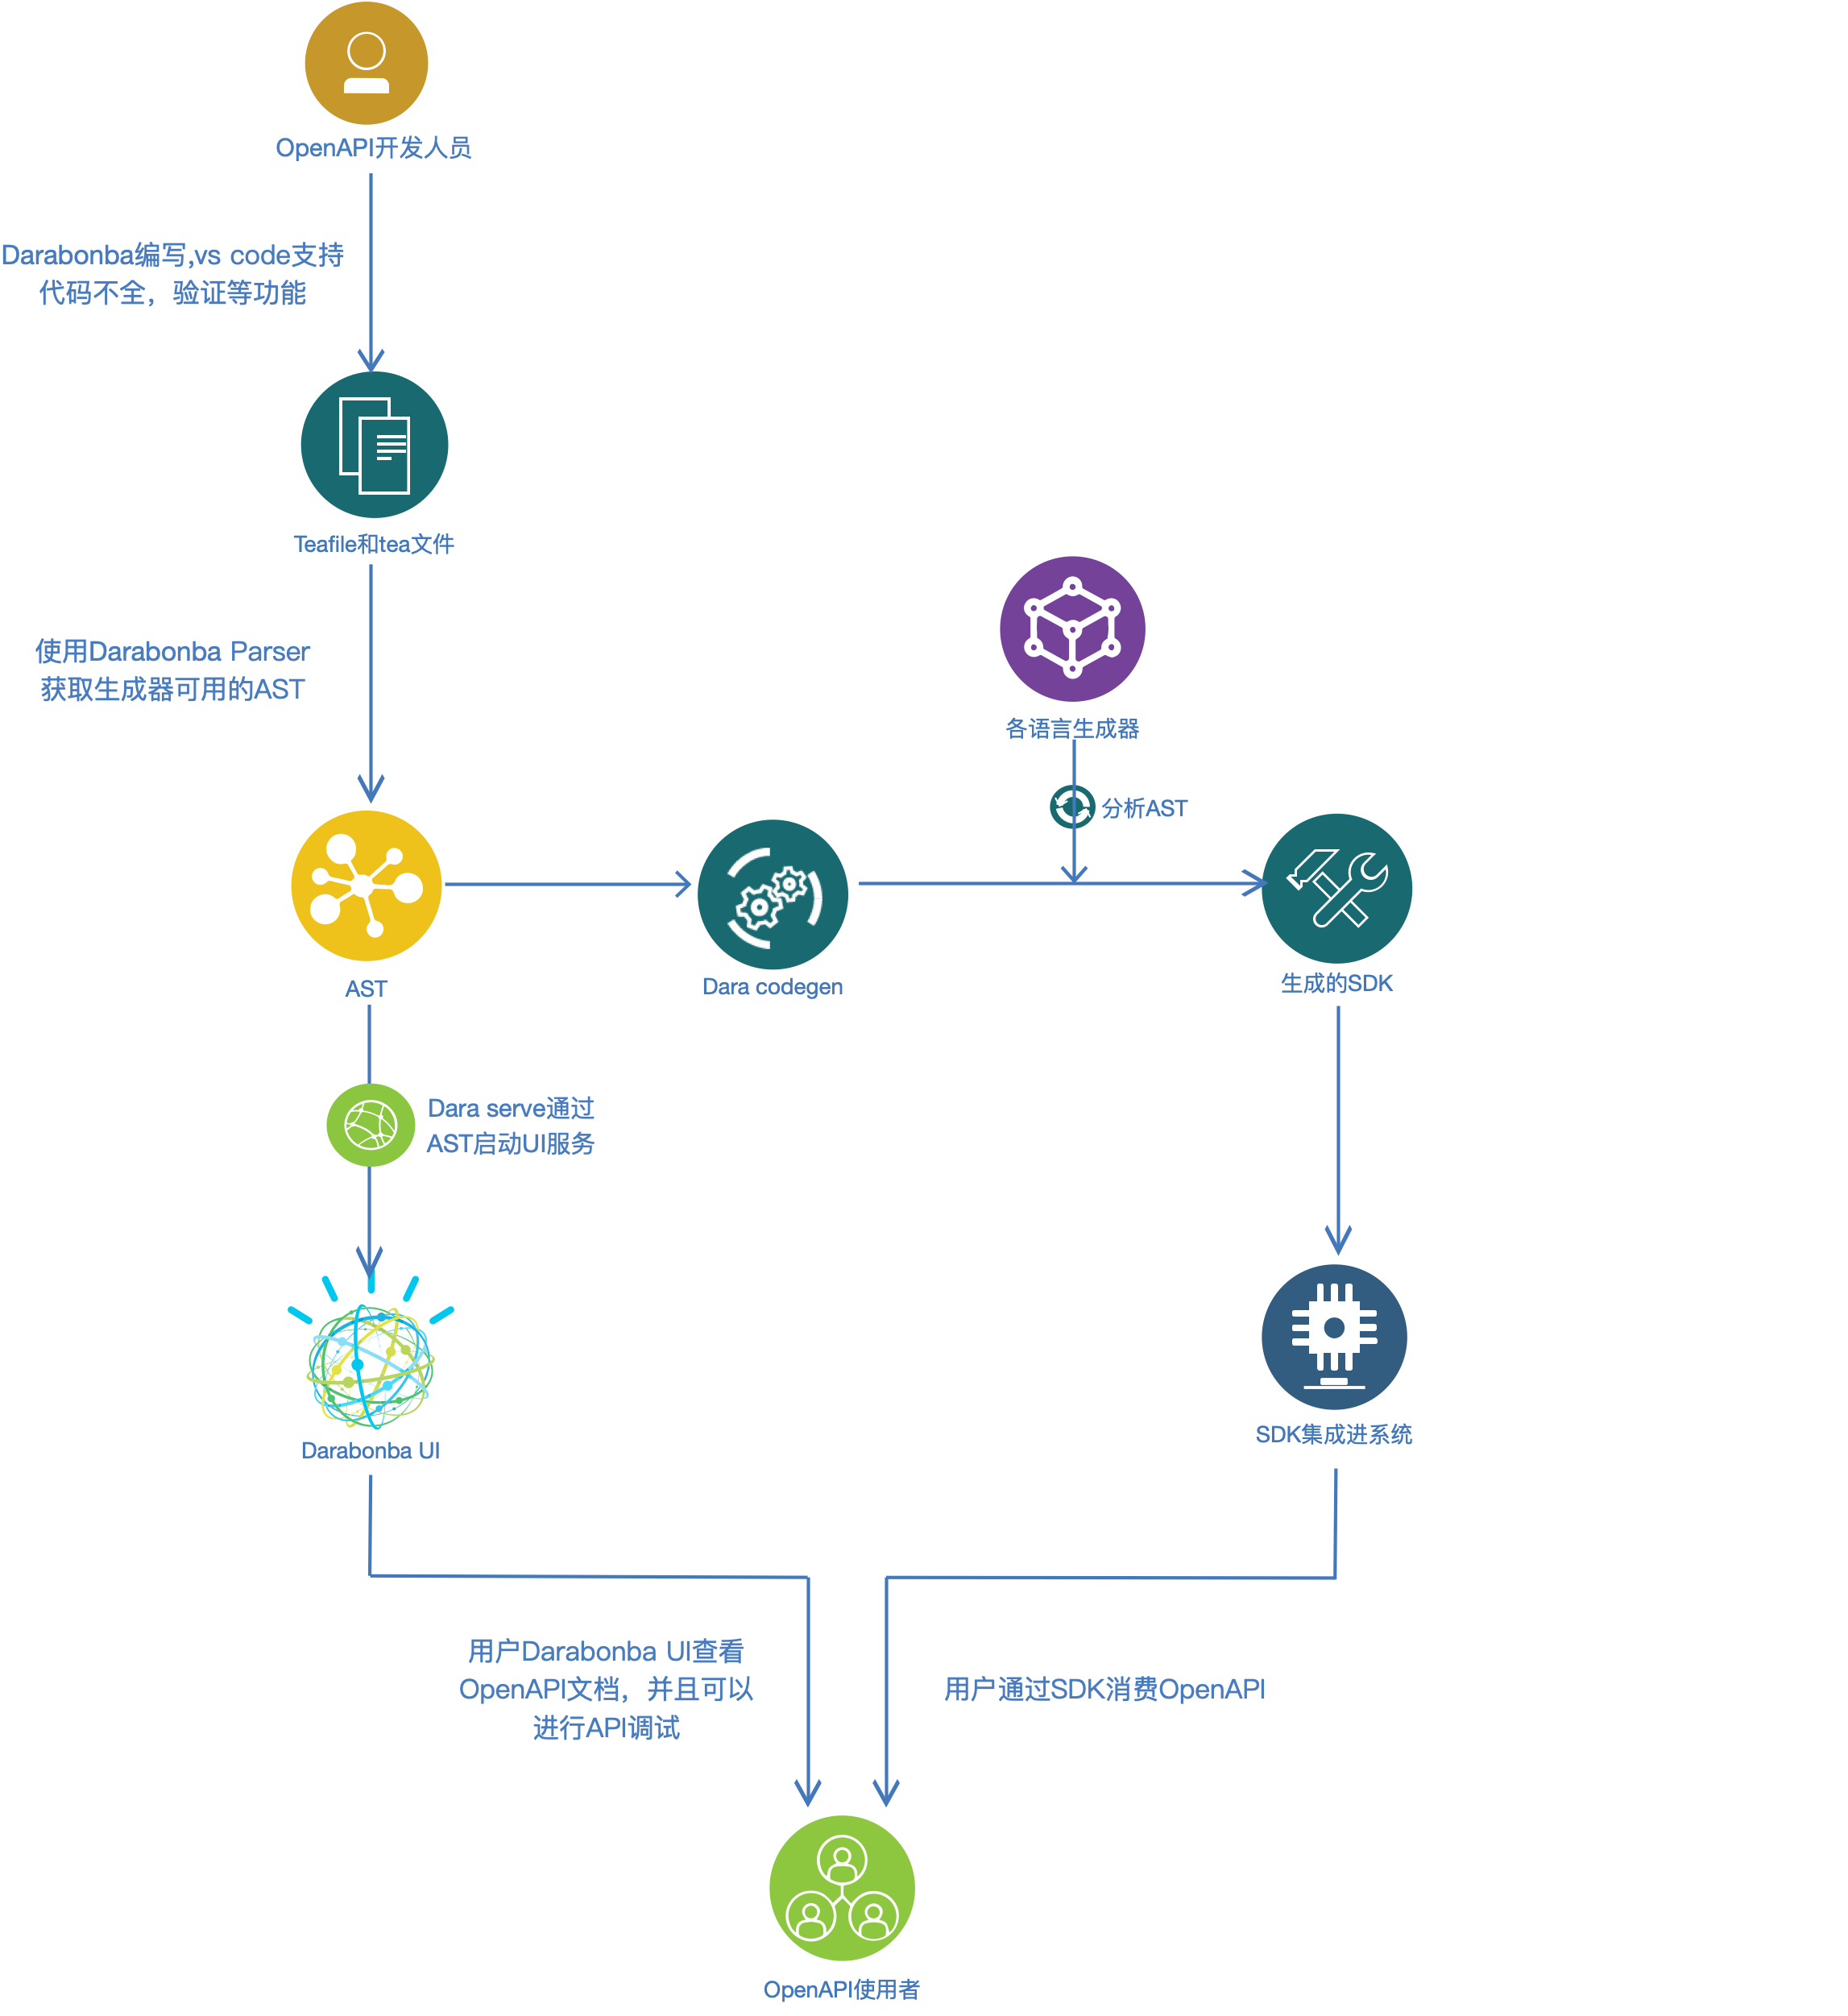 OpenAPI开发人员
Darabonba编写,vs code支持
代码不全，验证等功能
Teafile和tea文件
使用Darabonba Parser
获取生成器可用的AST
各语言生成器
分析AST
AST
Dara codegen
生成的SDK
Dara serve通过
AST启动UI服务
Darabonba UI
SDK集成进系统
用户Darabonba UI查看
OpenAPI文档，并且可以
进行API调试
用户通过SDK消费OpenAPI
OpenAPI使用者